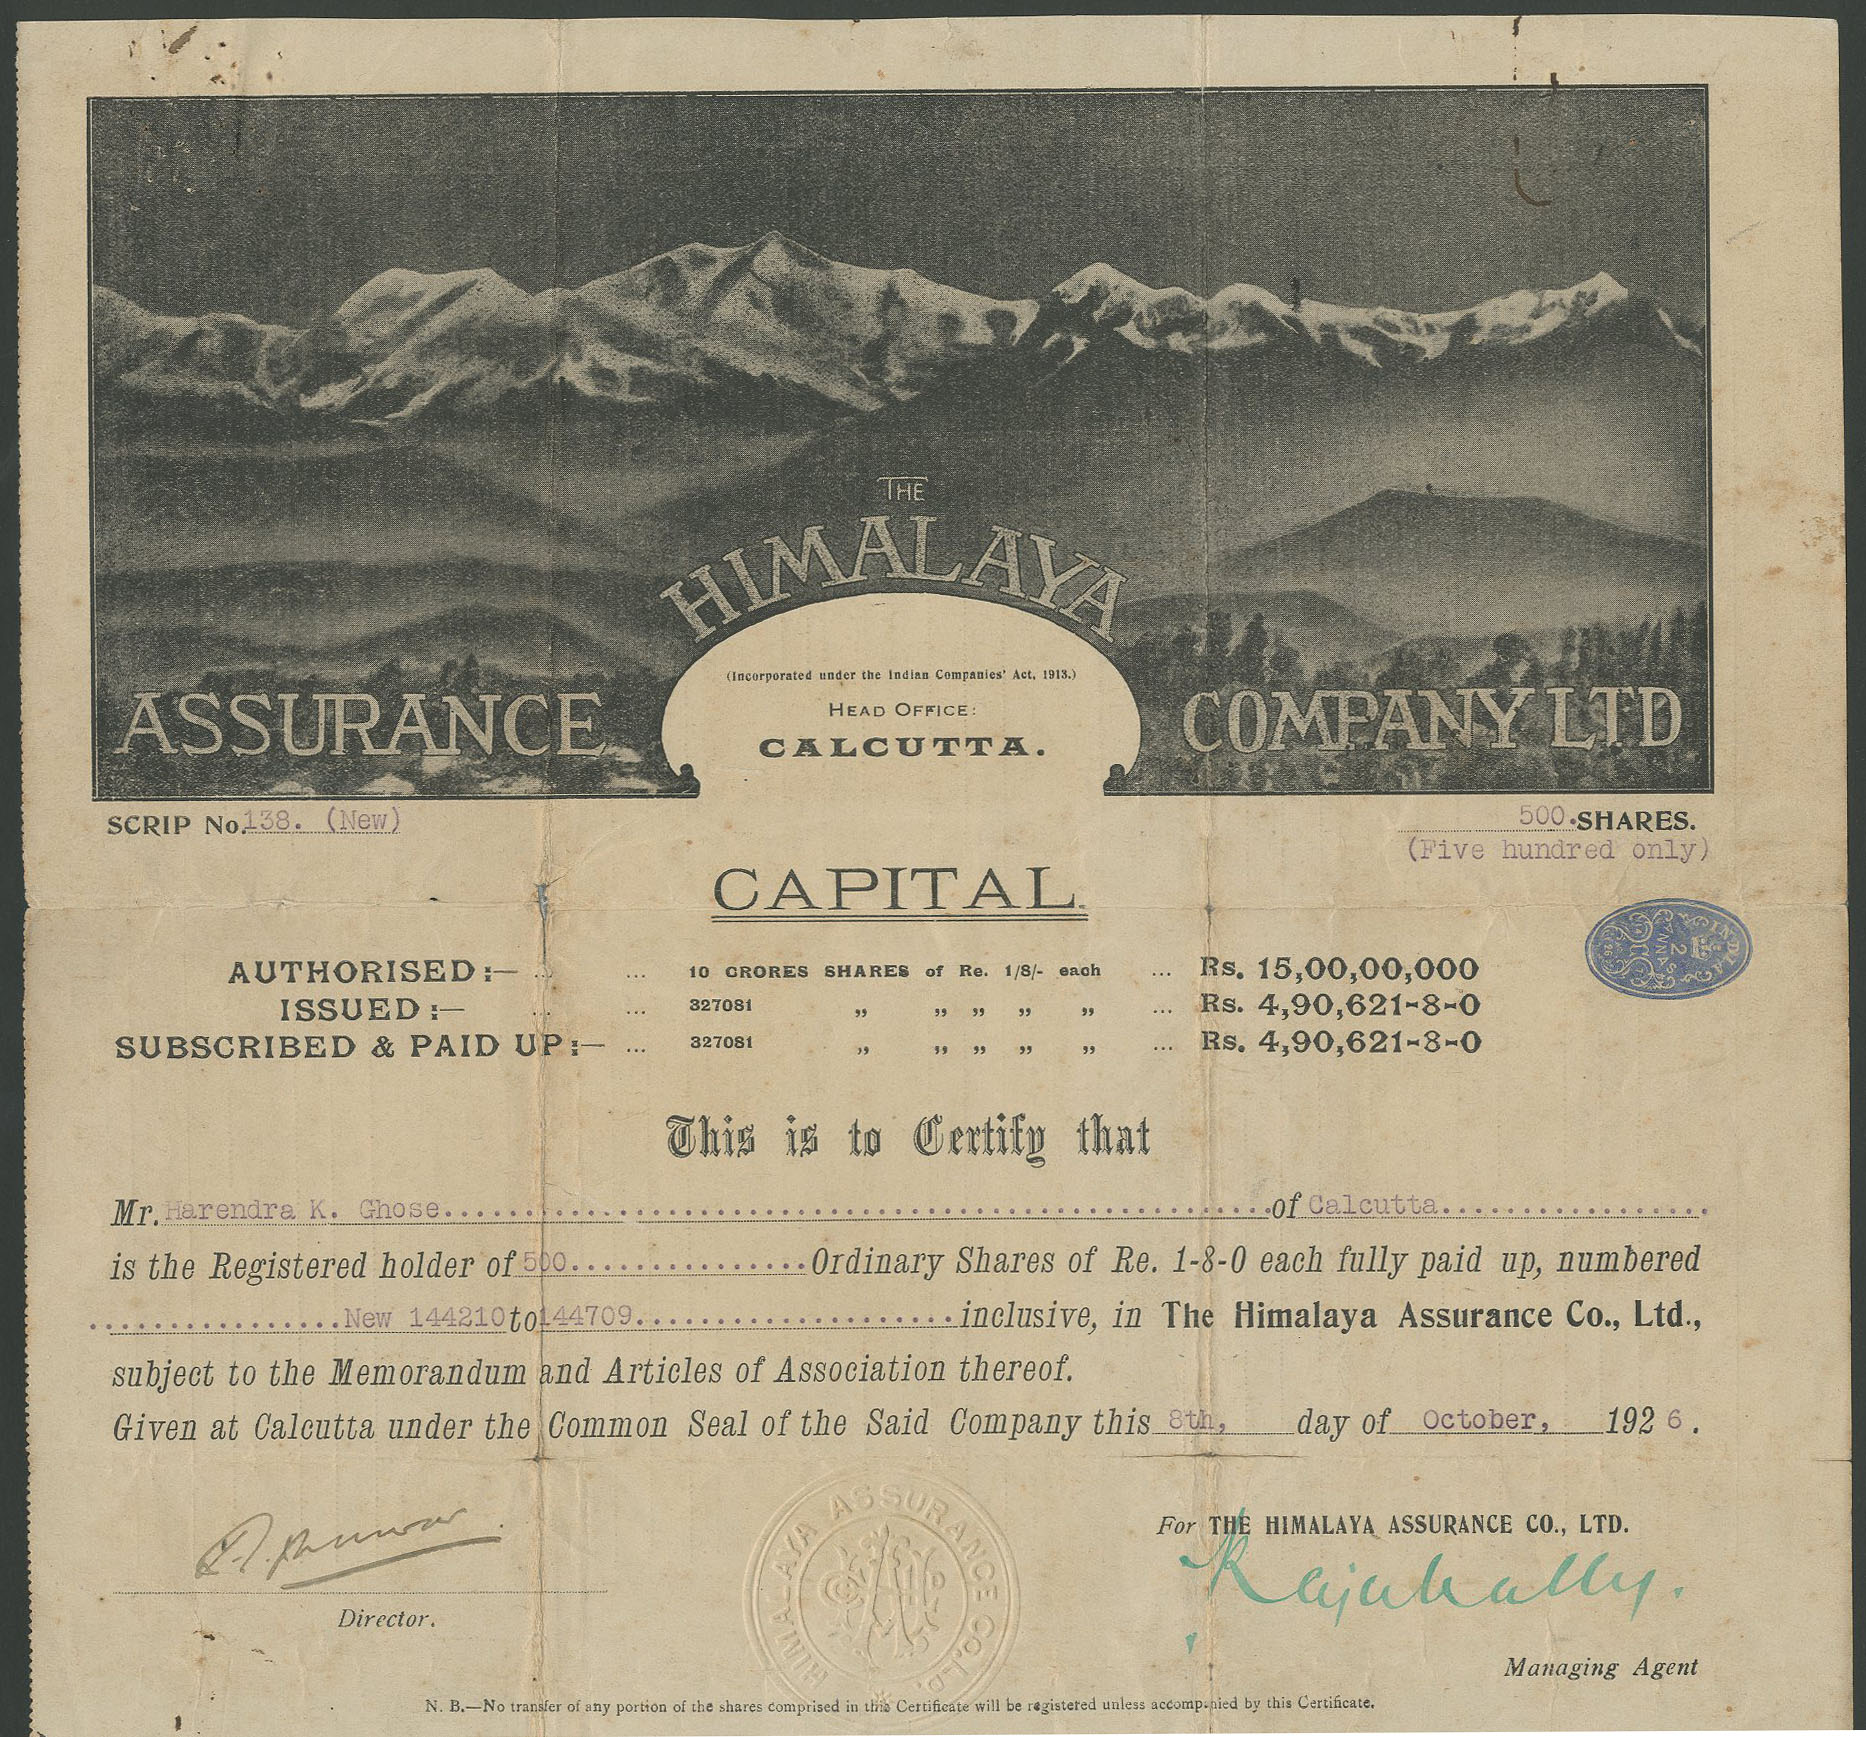 THE
HIMALAYA
ASSURANCE COMPANY LTD
(Incorporated under the Indian Companies' Act, 1913.)
HEAD OFFICE:
CALCUTTA.
SCRIP No. 138. (New)
500. SHARES.
(Five hundred only)
CAPITAL.
INDIA
2
ANNAS
AUTHORISED:— ... ... 10 CRORES SHARES of Re. 1/8/- each ... Rs. 15,00,00,000
ISSUED:— ... ... 327081 „ „ „ „ „ ... Rs. 4,90,621-8-0
SUBSCRIBED & PAID UP:— ... 327081 „ „ „ „ „ ... Rs. 4,90,621-8-0
This is to Certify that
Mr. Harendra K. Ghose of Calcutta
is the Registered holder of 500 Ordinary Shares of Re. 1-8-0 each fully paid up, numbered
New 144210 to 144709 inclusive, in The Himalaya Assurance Co., Ltd.,
subject to the Memorandum and Articles of Association thereof.
Given at Calcutta under the Common Seal of the Said Company this 8th, day of October, 1926.
HIMALAYA ASSURANCE CO. LD.
For THE HIMALAYA ASSURANCE CO., LTD.
Director.
Managing Agent
N. B.—No transfer of any portion of the shares comprised in this Certificate will be registered unless accompanied by this Certificate.